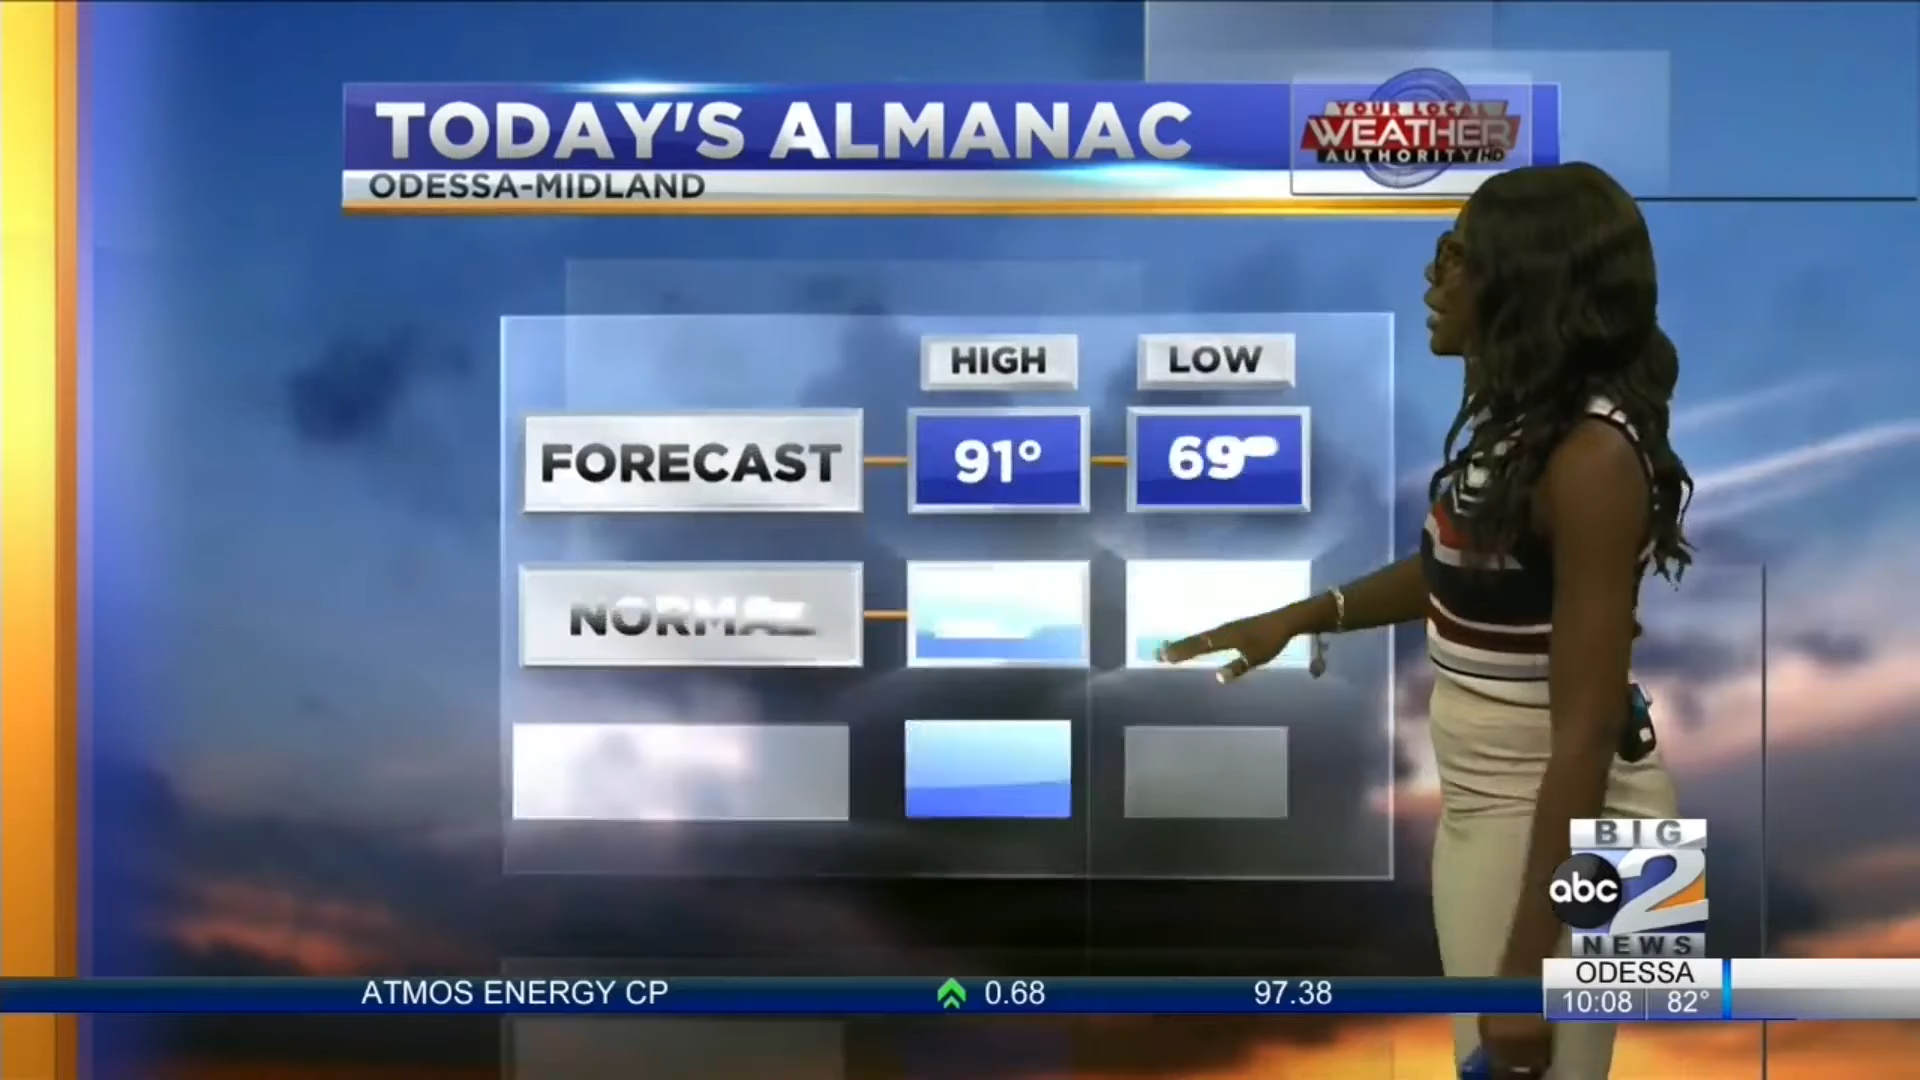 TODAY'S ALMANAC
YOUR LOCAL
WEATHER
AUTHORITY HD
ODESSA-MIDLAND
HIGH LOW
FORECAST 91° 69°
NORMAL
BIG
abc 2
NEWS
ATMOS ENERGY CP 0.68 97.38
ODESSA
10:08 82°